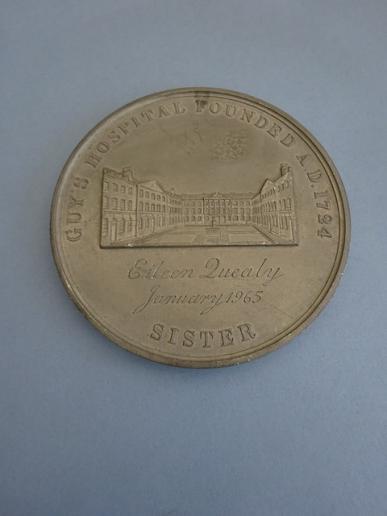 GUY'S HOSPITAL FOUNDED A.D. 1724
Eileen Quealy
January 1965
SISTER